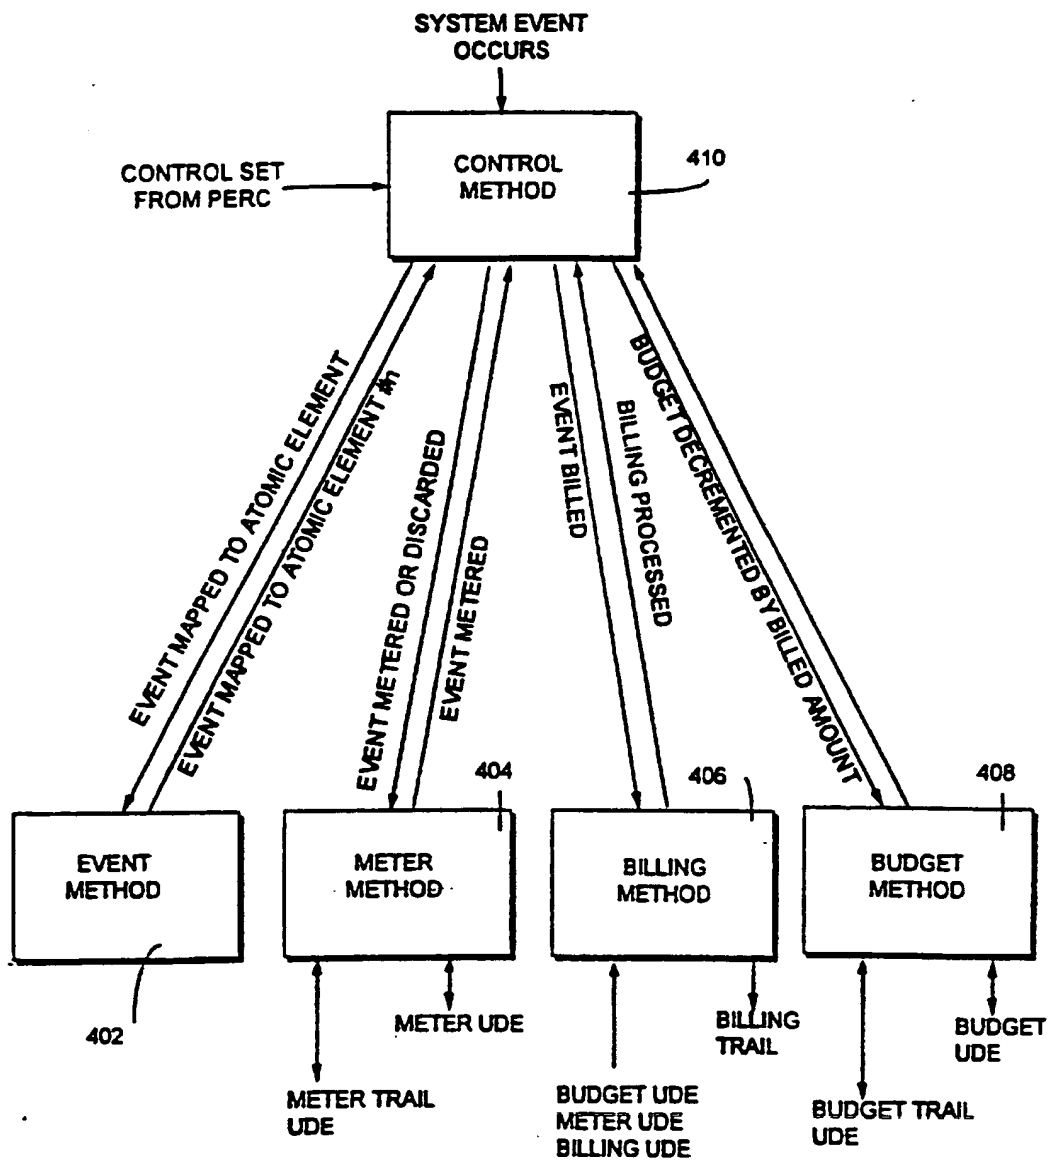 SYSTEM EVENT
OCCURS
CONTROL SET
FROM PERC
CONTROL
METHOD
410
EVENT MAPPED TO ATOMIC ELEMENT
EVENT MAPPED TO ATOMIC ELEMENT #n
EVENT METERED OR DISCARDED
EVENT METERED
EVENT BILLED
BILLING PROCESSED
BUDGET DECREMENTED BY BILLED AMOUNT
EVENT
METHOD
402
METER
METHOD
404
BILLING
METHOD
406
BUDGET
METHOD
408
METER UDE
METER TRAIL
UDE
BILLING
TRAIL
BUDGET UDE
METER UDE
BILLING UDE
BUDGET
UDE
BUDGET TRAIL
UDE